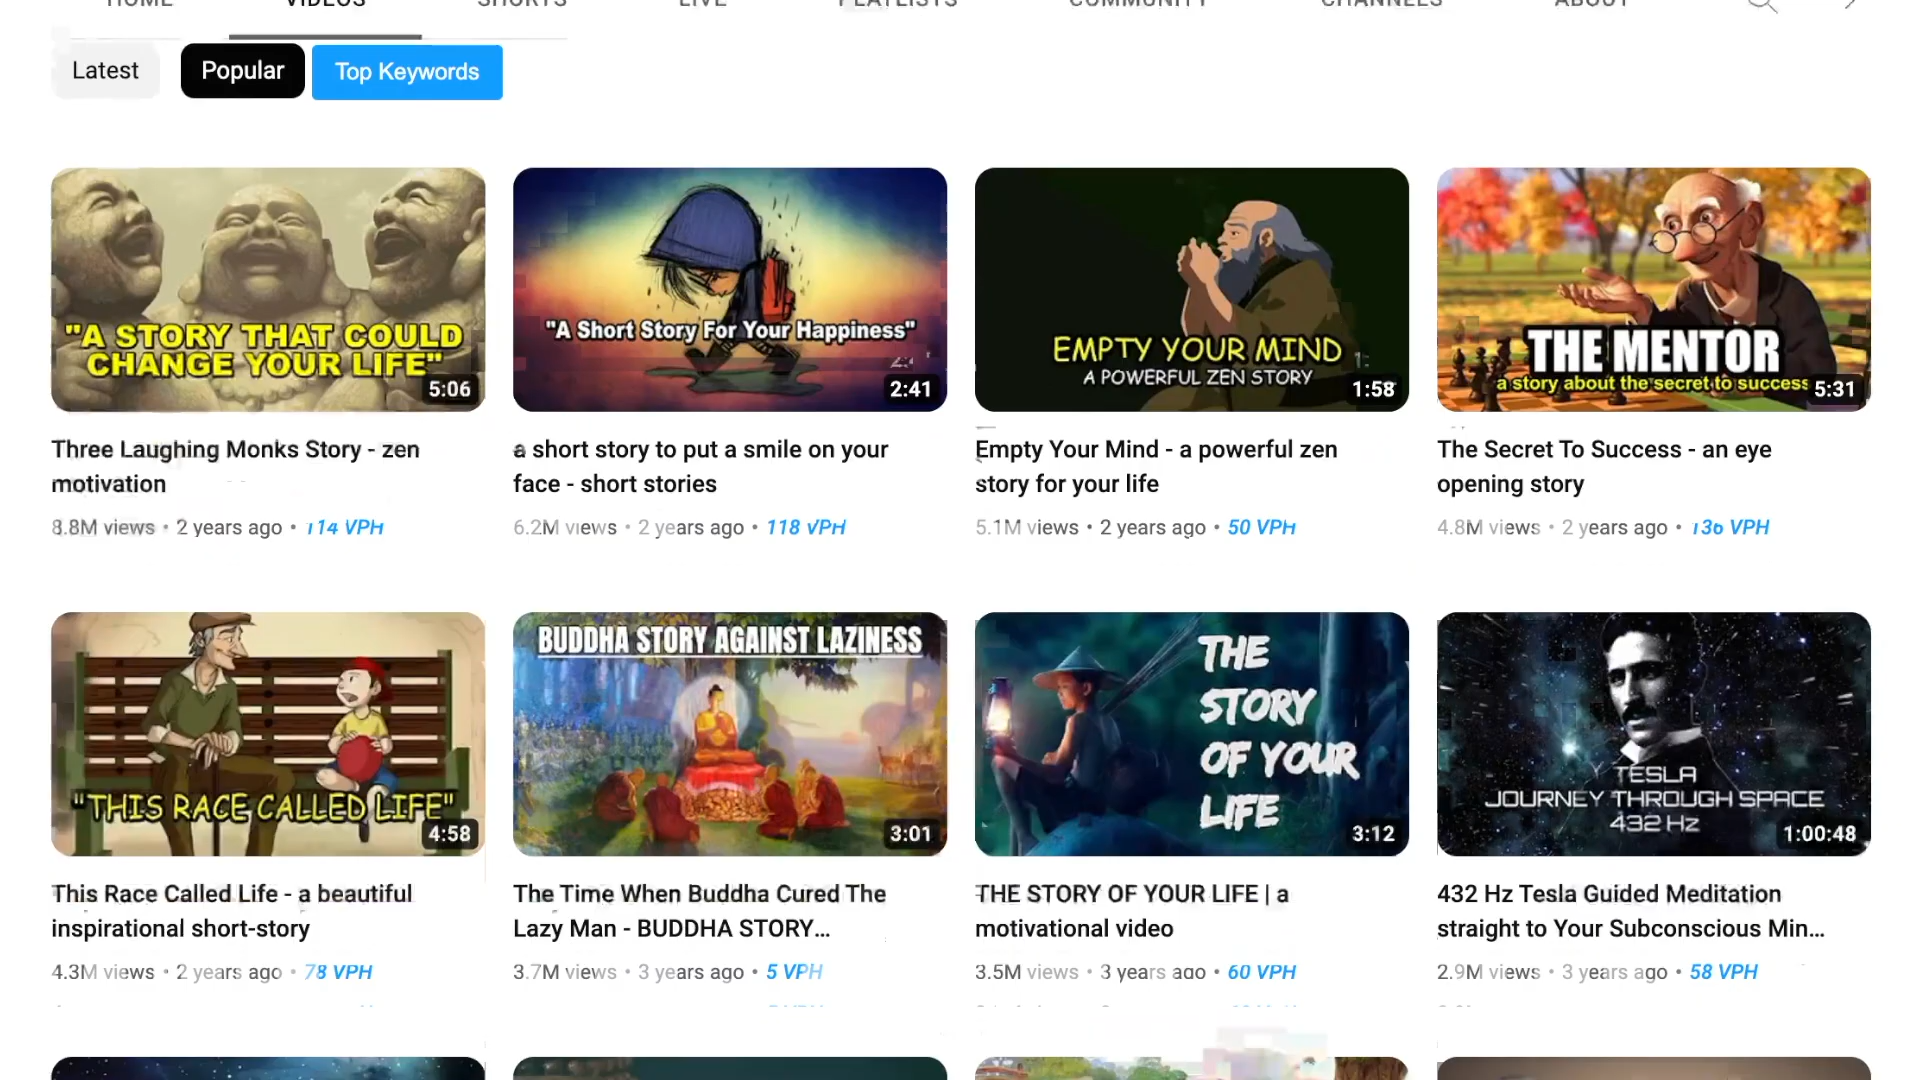 HOME VIDEOS SHORTS LIVE PLAYLISTS COMMUNITY CHANNELS ABOUT
Latest Popular Top Keywords
"A STORY THAT COULD
CHANGE YOUR LIFE"
5:06
"A Short Story For Your Happiness"
2:41
EMPTY YOUR MIND
A POWERFUL ZEN STORY
1:58
THE MENTOR
a story about the secret to success
5:31
Three Laughing Monks Story - zen
motivation
8.8M views • 2 years ago • 114 VPH
a short story to put a smile on your
face - short stories
6.2M views • 2 years ago • 118 VPH
Empty Your Mind - a powerful zen
story for your life
5.1M views • 2 years ago • 50 VPH
The Secret To Success - an eye
opening story
4.8M views • 2 years ago • 136 VPH
"THIS RACE CALLED LIFE"
4:58
BUDDHA STORY AGAINST LAZINESS
3:01
THE
STORY
OF YOUR
LIFE
3:12
TESLA
JOURNEY THROUGH SPACE
432 Hz
1:00:48
This Race Called Life - a beautiful
inspirational short-story
4.3M views • 2 years ago • 78 VPH
The Time When Buddha Cured The
Lazy Man - BUDDHA STORY...
3.7M views • 3 years ago • 5 VPH
THE STORY OF YOUR LIFE | a
motivational video
3.5M views • 3 years ago • 60 VPH
432 Hz Tesla Guided Meditation
straight to Your Subconscious Min...
2.9M views • 3 years ago • 58 VPH